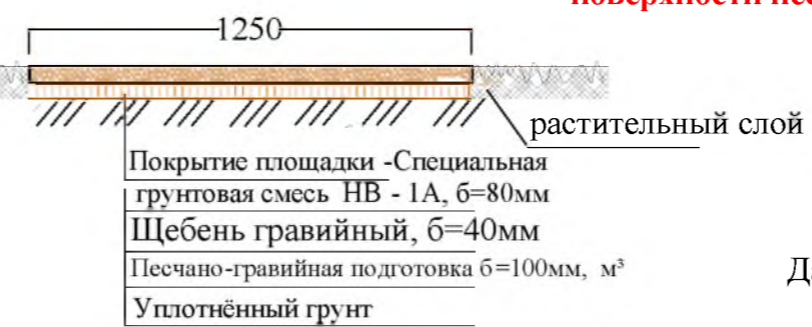 1250
растительный слой
Покрытие площадки -Специальная
грунтовая смесь НВ - 1А, б=80мм
Щебень гравийный, б=40мм
Песчано-гравийная подготовка б=100мм, м³
Уплотнённый грунт